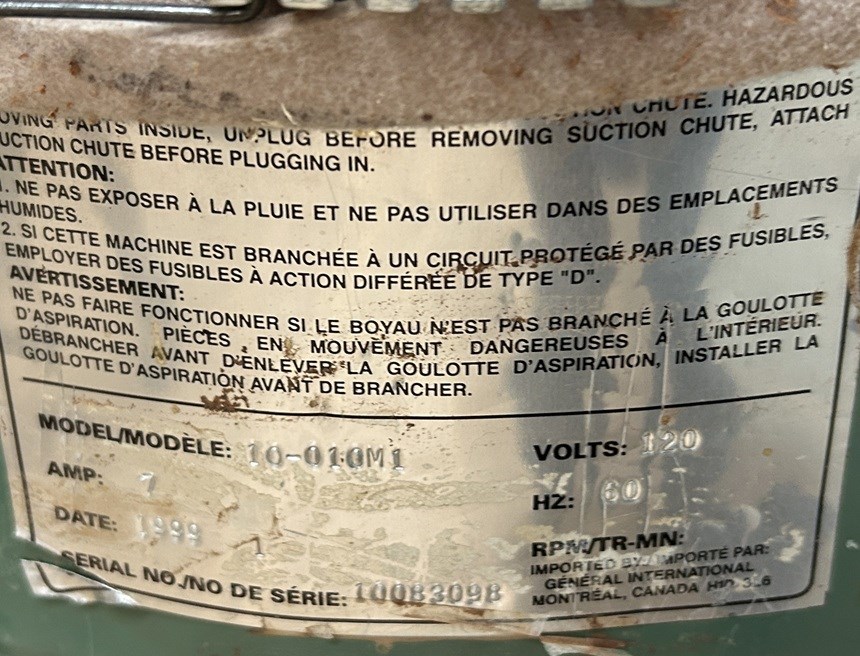 CHUTE. HAZARDOUS
PARTS INSIDE, UNPLUG BEFORE REMOVING SUCTION CHUTE, ATTACH
UCTION CHUTE BEFORE PLUGGING IN.
ATTENTION:
1. NE PAS EXPOSER À LA PLUIE ET NE PAS UTILISER DANS DES EMPLACEMENTS
HUMIDES.
2. SI CETTE MACHINE EST BRANCHÉE À UN CIRCUIT PROTÉGÉ PAR DES FUSIBLES,
EMPLOYER DES FUSIBLES À ACTION DIFFÉRÉE DE TYPE "D".
AVERTISSEMENT:
NE PAS FAIRE FONCTIONNER SI LE BOYAU N'EST PAS BRANCHÉ À LA GOULOTTE
D'ASPIRATION. PIÈCES EN MOUVEMENT DANGEREUSES À L'INTÉRIEUR.
DÉBRANCHER AVANT D'ENLEVER LA GOULOTTE D'ASPIRATION, INSTALLER LA
GOULOTTE D'ASPIRATION AVANT DE BRANCHER.
MODEL/MODÈLE: 10-010M1
VOLTS: 120
AMP: 7
HZ: 60
DATE: 1999 1
RPM/TR-MN:
SERIAL NO./NO DE SÉRIE: 10083098
IMPORTED BY/IMPORTÉ PAR:
GÉNÉRAL INTERNATIONAL
MONTRÉAL, CANADA